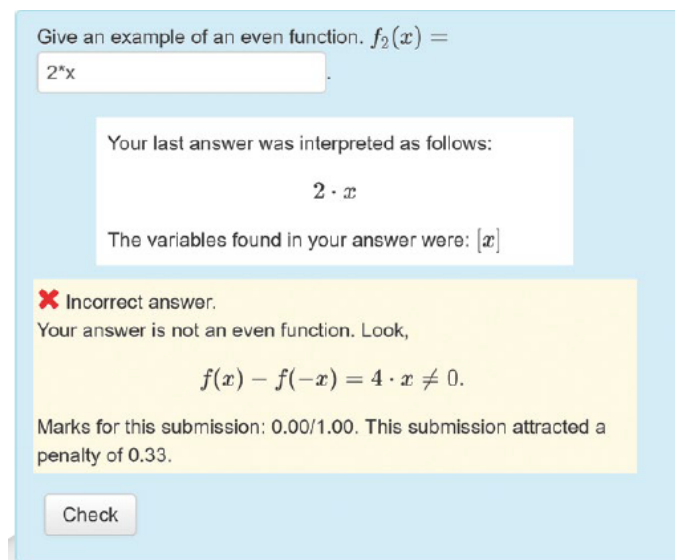 Give an example of an even function. f₂(x) =
2*x
.
Your last answer was interpreted as follows:
2 · x
The variables found in your answer were: [x]
Incorrect answer.
Your answer is not an even function. Look,
f(x) − f(−x) = 4 · x ≠ 0.
Marks for this submission: 0.00/1.00. This submission attracted a
penalty of 0.33.
Check